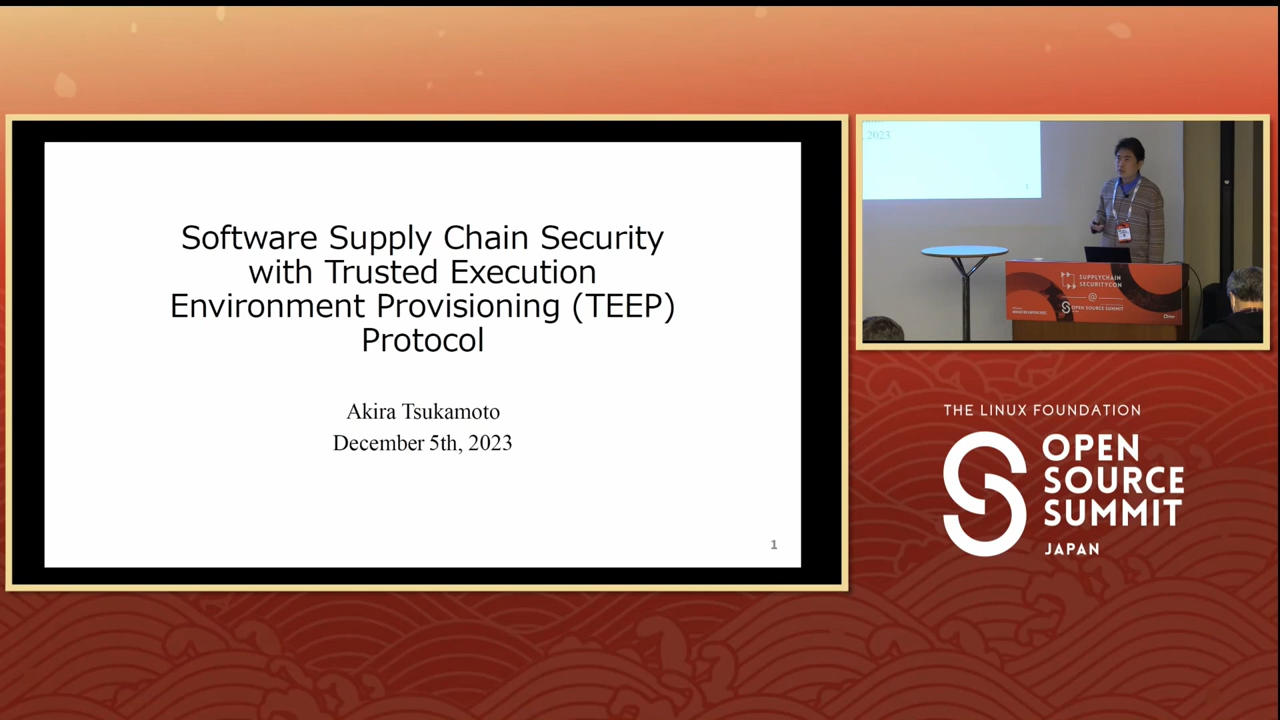 Software Supply Chain Security
with Trusted Execution
Environment Provisioning (TEEP)
Protocol
Akira Tsukamoto
December 5th, 2023
1
2023
1
SUPPLYCHAIN
SECURITYCON
@
OPEN SOURCE SUMMIT
THE LINUX FOUNDATION
OPEN
SOURCE
SUMMIT
JAPAN